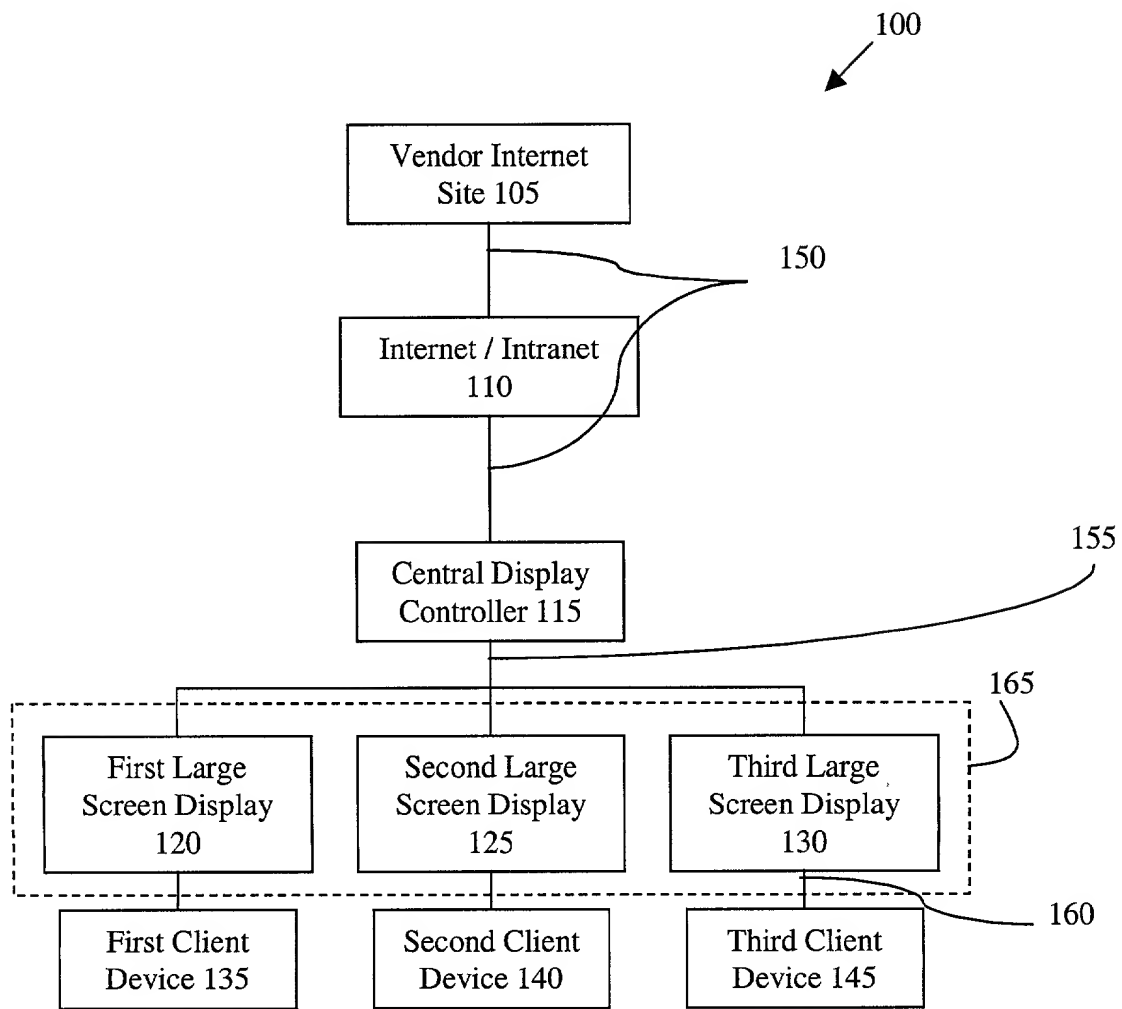 100
Vendor Internet
Site 105
150
Internet / Intranet
110
155
Central Display
Controller 115
165
First Large
Screen Display
120
Second Large
Screen Display
125
Third Large
Screen Display
130
160
First Client
Device 135
Second Client
Device 140
Third Client
Device 145